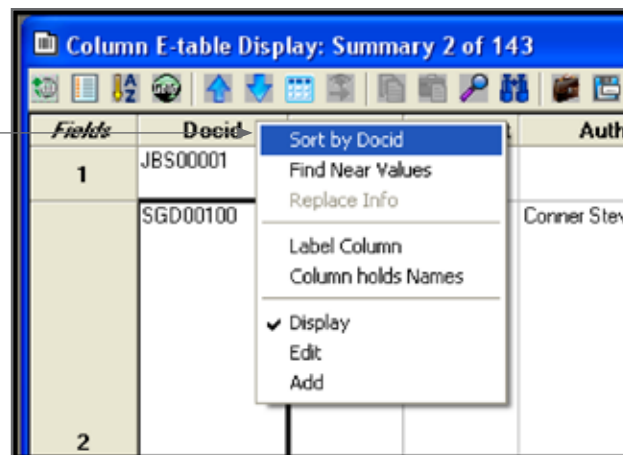 Column E-table Display: Summary 2 of 143
Fields Docid Auth
1 JBS00001
Sort by Docid
Find Near Values
Replace Info
SGD00100 Conner Stev
Label Column
Column holds Names
Display
Edit
Add
2